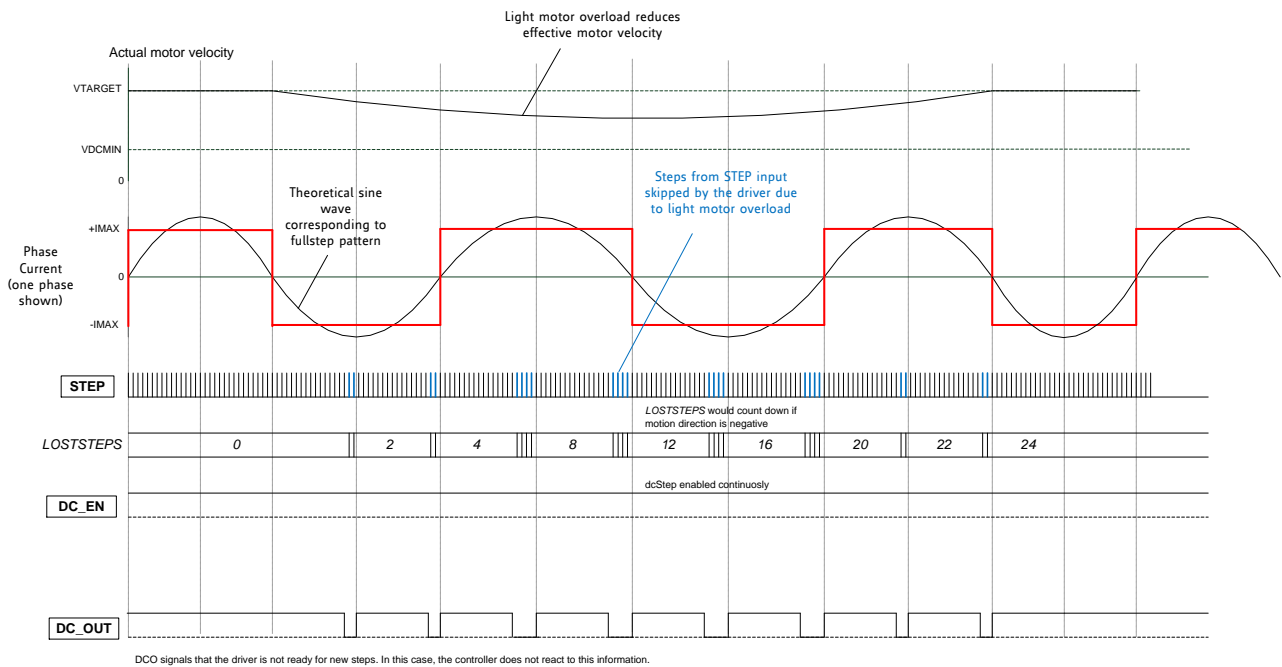 Light motor overload reduces
effective motor velocity
Actual motor velocity
VTARGET
VDCMIN
0
Steps from STEP input
skipped by the driver due
to light motor overload
Theoretical sine
wave
corresponding to
fullstep pattern
+IMAX
Phase
Current
(one phase
shown)
0
-IMAX
STEP
LOSTSTEPS would count down if
motion direction is negative
LOSTSTEPS
0 2 4 8 12 16 20 22 24
dcStep enabled continuosly
DC_EN
DC_OUT
DCO signals that the driver is not ready for new steps. In this case, the controller does not react to this information.